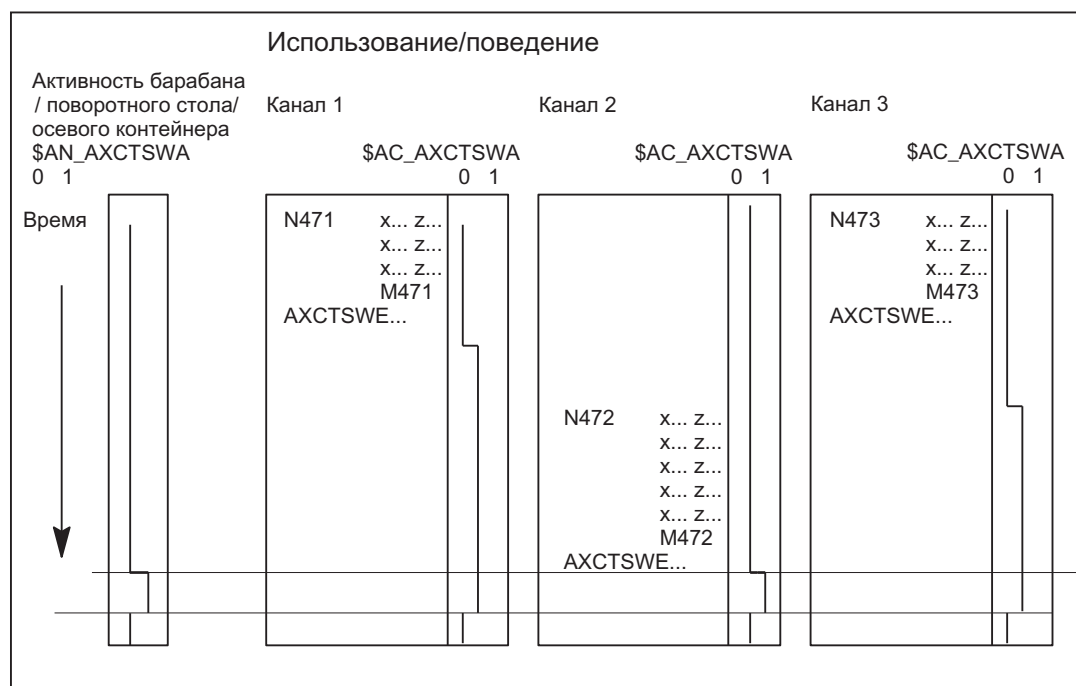 Использование/поведение
Активность барабана
/ поворотного стола/
осевого контейнера
$AN_AXCTSWA
0 1
Время
Канал 1
$AC_AXCTSWA
0 1
N471 x... z...
x... z...
x... z...
M471
AXCTSWE...
Канал 2
$AC_AXCTSWA
0 1
N472 x... z...
x... z...
x... z...
x... z...
x... z...
M472
AXCTSWE...
Канал 3
$AC_AXCTSWA
0 1
N473 x... z...
x... z...
x... z...
M473
AXCTSWE...